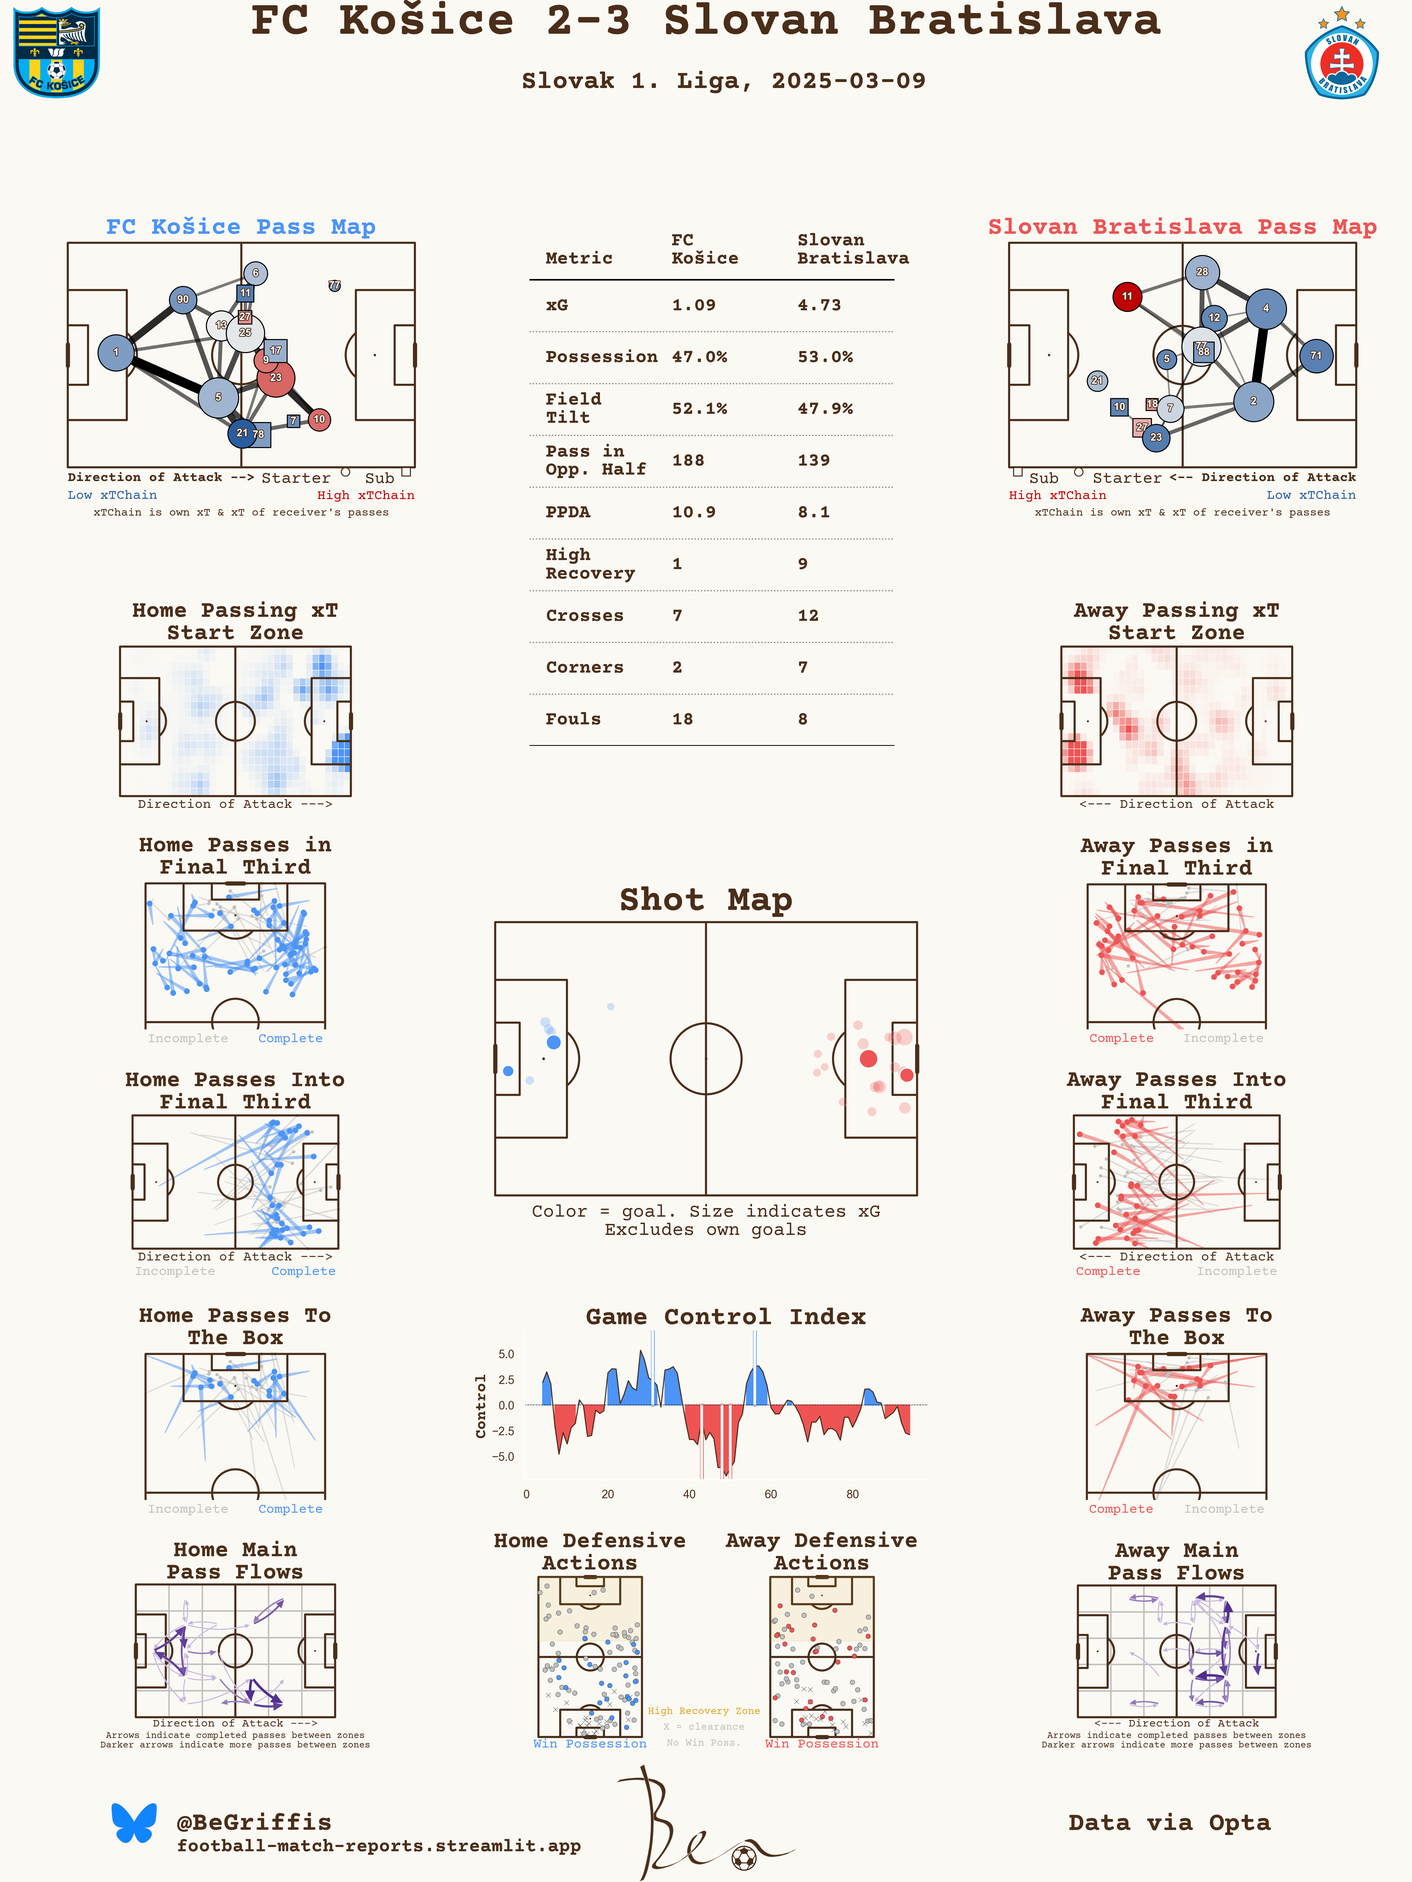 FC Košice 2-3 Slovan Bratislava
Slovak 1. Liga, 2025-03-09
FC KOŠICE
SLOVAN
BRATISLAVA
FC Košice Pass Map
6
77
11
90
27
13
25
17
1
9
23
5
10
7
21
78
Direction of Attack --> Starter Sub
Low xTChain High xTChain
xTChain is own xT & xT of receiver's passes
Metric FC Košice Slovan Bratislava
xG 1.09 4.73
Possession 47.0% 53.0%
Field Tilt 52.1% 47.9%
Pass in Opp. Half 188 139
PPDA 10.9 8.1
High Recovery 1 9
Crosses 7 12
Corners 2 7
Fouls 18 8
Slovan Bratislava Pass Map
28
11
4
12
77
88
5
71
21
10
18
7
2
27
23
Sub Starter <-- Direction of Attack
High xTChain Low xTChain
xTChain is own xT & xT of receiver's passes
Home Passing xT
Start Zone
Direction of Attack --->
Away Passing xT
Start Zone
<--- Direction of Attack
Home Passes in
Final Third
Incomplete Complete
Shot Map
Color = goal. Size indicates xG
Excludes own goals
Away Passes in
Final Third
Complete Incomplete
Home Passes Into
Final Third
Direction of Attack --->
Incomplete Complete
Away Passes Into
Final Third
<--- Direction of Attack
Complete Incomplete
Home Passes To
The Box
Incomplete Complete
Game Control Index
Control
5.0
2.5
0.0
−2.5
−5.0
0 20 40 60 80
Away Passes To
The Box
Complete Incomplete
Home Main
Pass Flows
Direction of Attack --->
Arrows indicate completed passes between zones
Darker arrows indicate more passes between zones
Home Defensive
Actions
Win Possession
High Recovery Zone
X = clearance
No Win Poss.
Away Defensive
Actions
Win Possession
Away Main
Pass Flows
<--- Direction of Attack
Arrows indicate completed passes between zones
Darker arrows indicate more passes between zones
@BeGriffis
football-match-reports.streamlit.app
Ben
Data via Opta